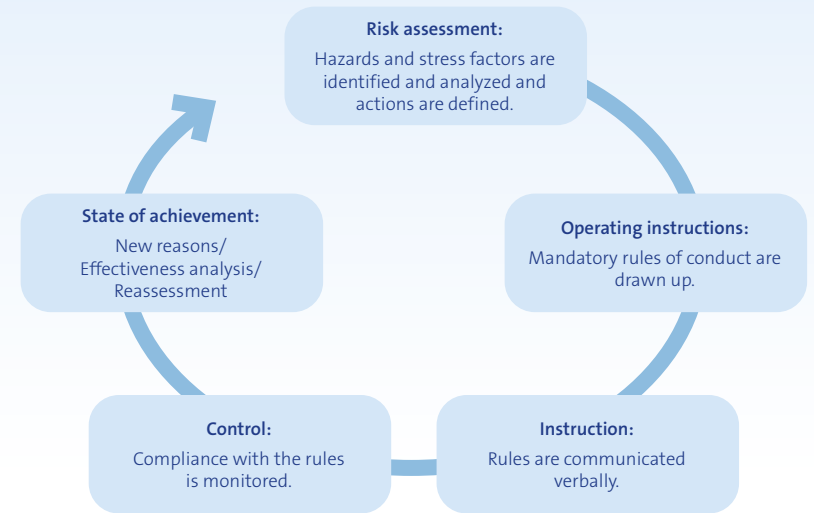 Risk assessment:
Hazards and stress factors are
identified and analyzed and
actions are defined.
State of achievement:
New reasons/
Effectiveness analysis/
Reassessment
Operating instructions:
Mandatory rules of conduct are
drawn up.
Control:
Compliance with the rules
is monitored.
Instruction:
Rules are communicated
verbally.